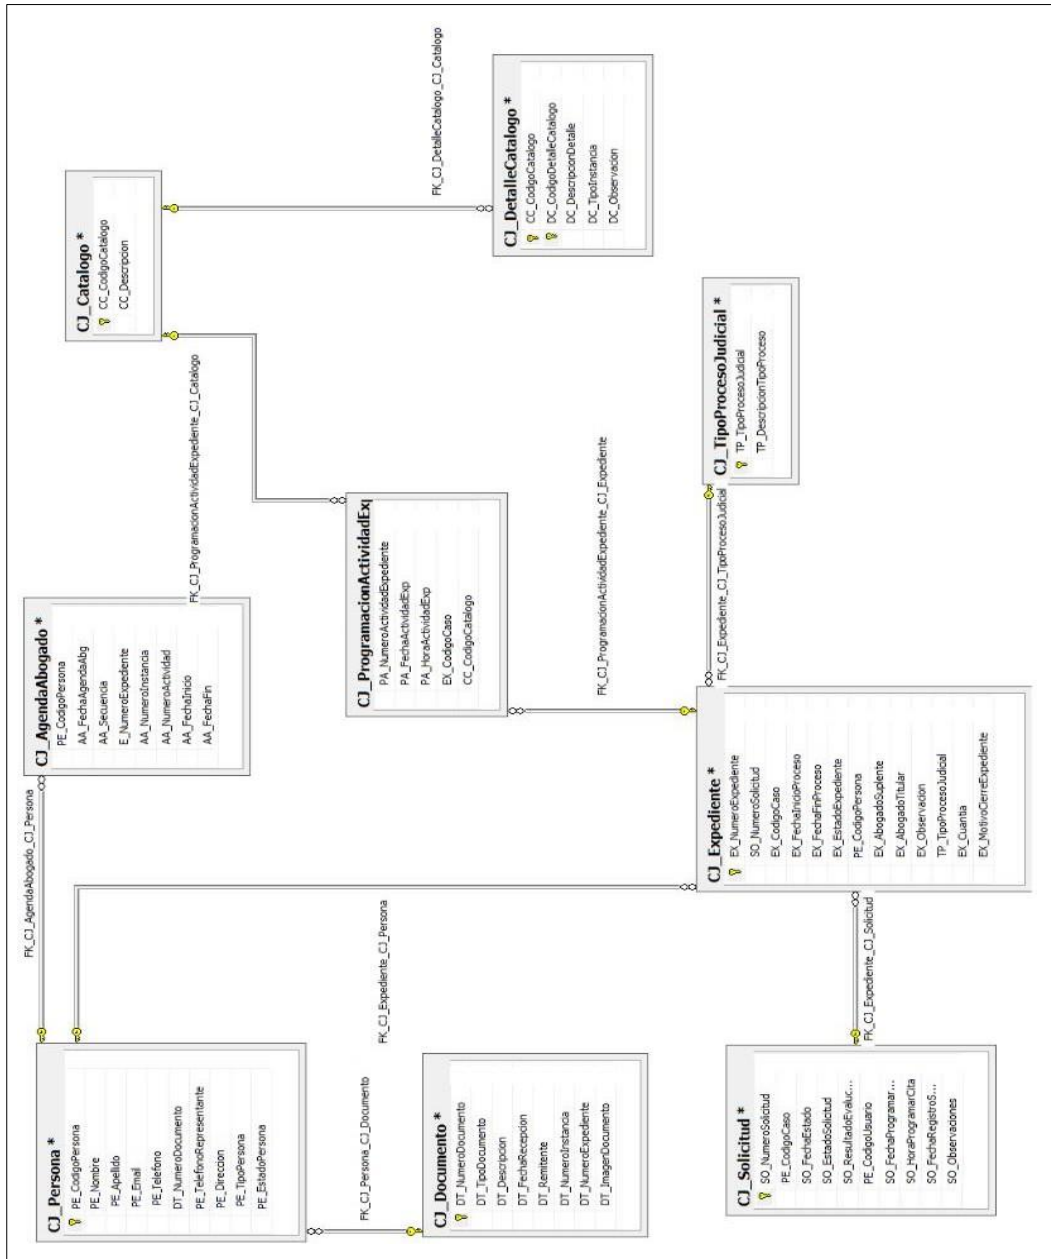 CJ_Persona *
PE_CodigoPersona
PE_Nombre
PE_Apellido
PE_Email
PE_Telefono
DT_NumeroDocumento
PE_TelefonoRepresentante
PE_Direccion
PE_TipoPersona
PE_EstadoPersona
FK_CJ_AgendaAbogado_CJ_Persona
CJ_AgendaAbogado *
PE_CodigoPersona
AA_FechaAgendaAbg
AA_Secuencia
E_NumeroExpediente
AA_NumeroInstancia
AA_NumeroActividad
AA_FechaInicio
AA_FechaFin
FK_CJ_ProgramacionActividadExpediente_CJ_Catalogo
CJ_Catalogo *
CC_CodigoCatalogo
CC_Descripcion
FK_CJ_DetalleCatalogo_CJ_Catalogo
FK_CJ_Persona_CJ_Documento
FK_CJ_Expediente_CJ_Persona
CJ_Documento *
DT_NumeroDocumento
DT_TipoDocumento
DT_Descripcion
DT_FechaRecepcion
DT_Remitente
DT_NumeroInstancia
DT_NumeroExpediente
DT_ImagenDocumento
CJ_ProgramacionActividadExp
PA_NumeroActividadExpediente
PA_FechaActividadExp
PA_HoraActividadExp
EX_CodigoCaso
CC_CodigoCatalogo
CJ_DetalleCatalogo *
CC_CodigoCatalogo
DC_CodigoDetalleCatalogo
DC_DescripcionDetalle
DC_TipoInstancia
DC_Observacion
FK_CJ_ProgramacionActividadExpediente_CJ_Expediente
CJ_Solicitud *
SO_NumeroSolicitud
PE_CodigoCaso
SO_FechaEstado
SO_EstadoSolicitud
SO_ResultadoEvaluc...
PE_CodigoUsuario
SO_FechaProgramar...
SO_HoraProgramarCita
SO_FechaRegistroS...
SO_Observaciones
FK_CJ_Expediente_CJ_Solicitud
CJ_Expediente *
EX_NumeroExpediente
SO_NumeroSolicitud
EX_CodigoCaso
EX_FechaInicioProceso
EX_FechaFinProceso
EX_EstadoExpediente
PE_CodigoPersona
EX_AbogadoSuplente
EX_AbogadoTitular
EX_Observacion
TP_TipoProcesoJudicial
EX_Cuantia
EX_MotivoCierreExpediente
FK_CJ_Expediente_CJ_TipoProcesoJudicial
CJ_TipoProcesoJudicial *
TP_TipoProcesoJudicial
TP_DescripcionTipoProceso